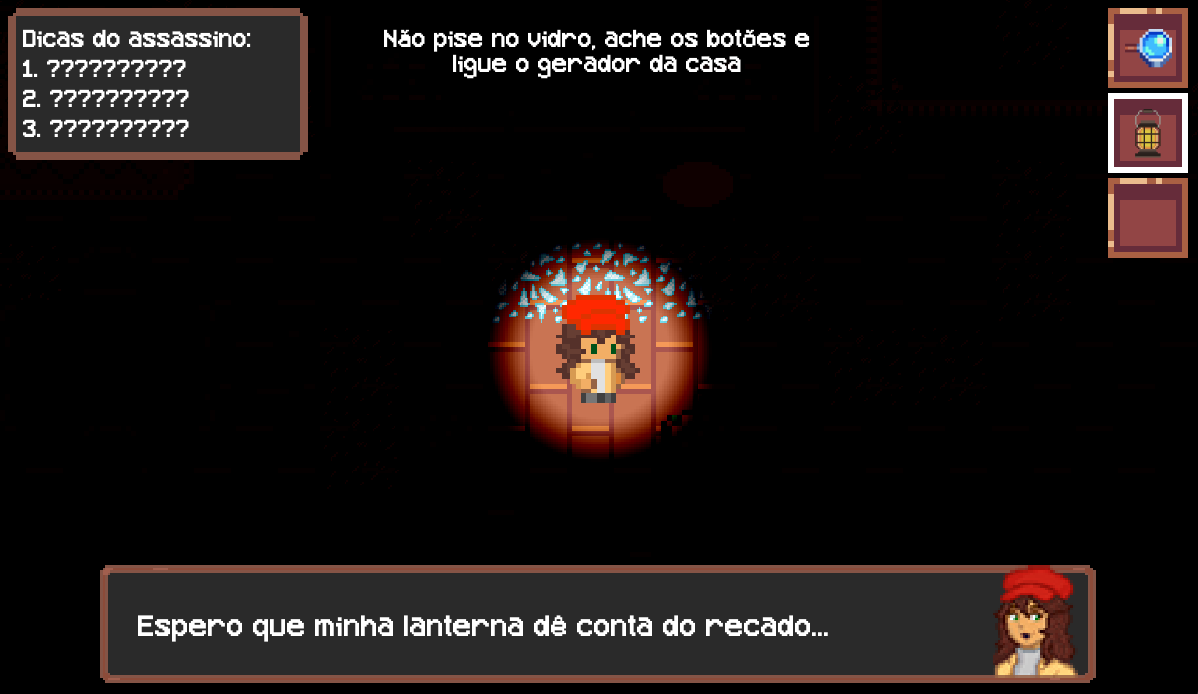 Dicas do assassino:
1. ??????????
2. ??????????
3. ??????????
Não pise no vidro, ache os botões e
ligue o gerador da casa
Espero que minha lanterna dê conta do recado...